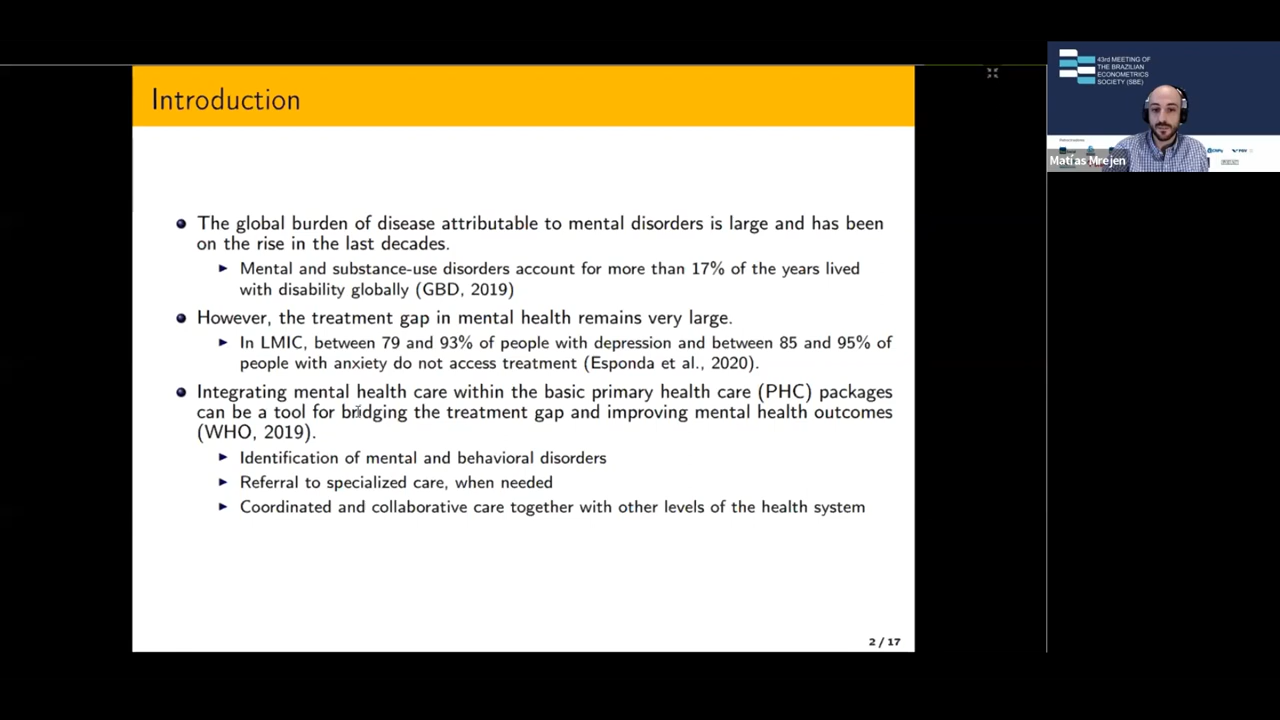 Introduction
The global burden of disease attributable to mental disorders is large and has been
on the rise in the last decades.
Mental and substance-use disorders account for more than 17% of the years lived
with disability globally (GBD, 2019)
However, the treatment gap in mental health remains very large.
In LMIC, between 79 and 93% of people with depression and between 85 and 95% of
people with anxiety do not access treatment (Esponda et al., 2020).
Integrating mental health care within the basic primary health care (PHC) packages
can be a tool for bridging the treatment gap and improving mental health outcomes
(WHO, 2019).
Identification of mental and behavioral disorders
Referral to specialized care, when needed
Coordinated and collaborative care together with other levels of the health system
2 / 17
43rd MEETING OF
THE BRAZILIAN
ECONOMETRICS
SOCIETY (SBE)
Matías Mrejen